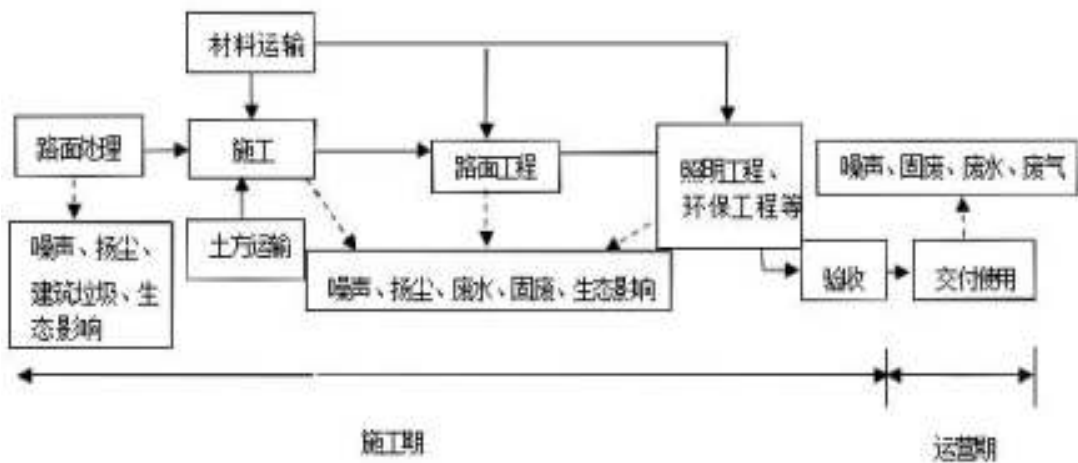 材料运输
路面处理
施工
路面工程
照明工程、
环保工程等
噪声、固废、废水、废气
噪声、扬尘、
建筑垃圾、生
态影响
土方运输
噪声、扬尘、废水、固废、生态影响
验收
交付使用
施工期
运营期